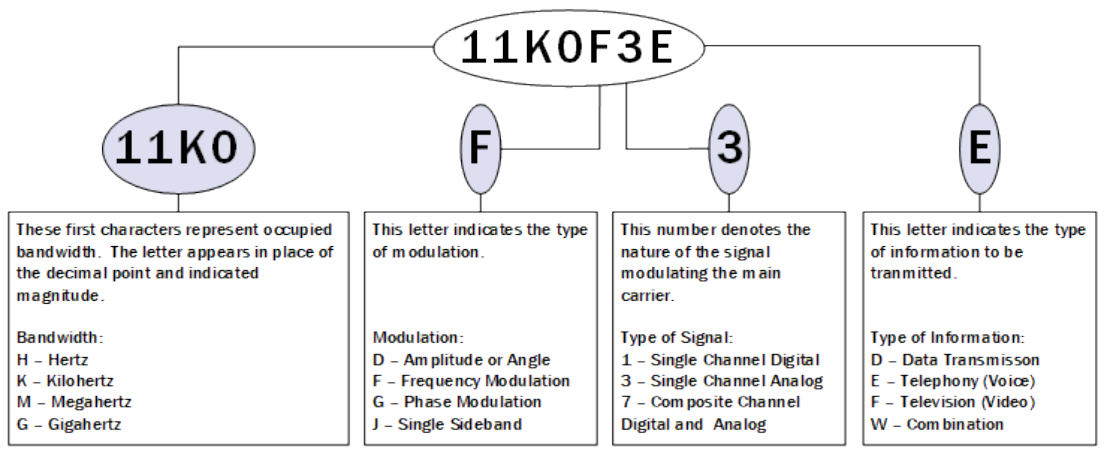 11K0F3E
11K0
F
3
E
These first characters represent occupied
bandwidth. The letter appears in place of
the decimal point and indicated
magnitude.
Bandwidth:
H – Hertz
K – Kilohertz
M – Megahertz
G – Gigahertz
This letter indicates the type
of modulation.
Modulation:
D – Amplitude or Angle
F – Frequency Modulation
G – Phase Modulation
J – Single Sideband
This number denotes the
nature of the signal
modulating the main
carrier.
Type of Signal:
1 – Single Channel Digital
3 – Single Channel Analog
7 – Composite Channel
Digital and Analog
This letter indicates the type
of information to be
tranmitted.
Type of Information:
D – Data Transmisson
E – Telephony (Voice)
F – Television (Video)
W – Combination